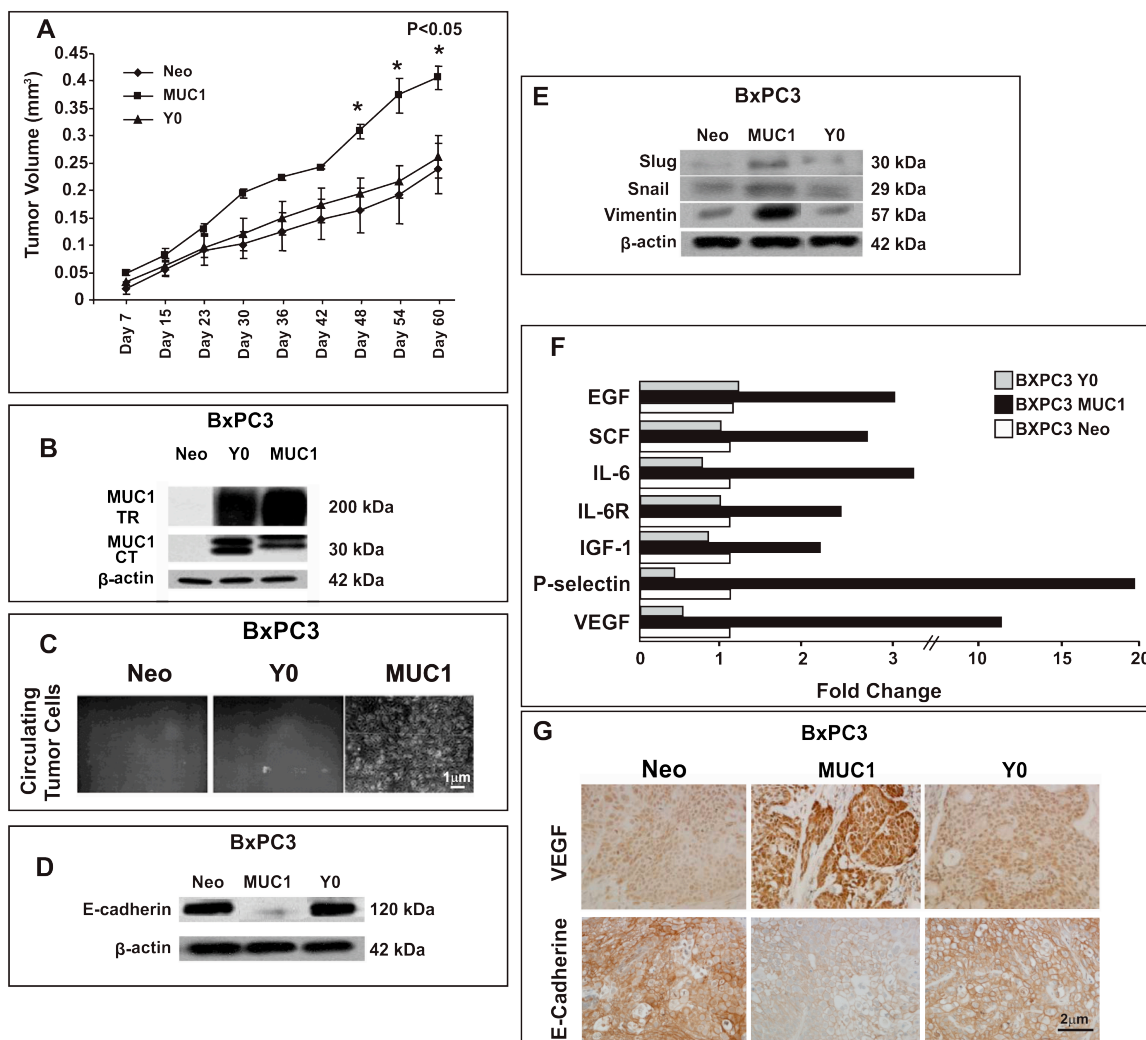 A
P<0.05
0.45
0.4
0.35
0.3
0.25
0.2
0.15
0.1
0.05
0
Tumor Volume (mm³)
Neo
MUC1
Y0
*
*
*
Day 7
Day 15
Day 23
Day 30
Day 36
Day 42
Day 48
Day 54
Day 60
B
BxPC3
Neo Y0 MUC1
MUC1
TR
200 kDa
MUC1
CT
30 kDa
β-actin 42 kDa
C
BxPC3
Neo Y0 MUC1
Circulating
Tumor Cells
1μm
D
BxPC3
Neo MUC1 Y0
E-cadherin 120 kDa
β-actin 42 kDa
E
BxPC3
Neo MUC1 Y0
Slug 30 kDa
Snail 29 kDa
Vimentin 57 kDa
β-actin 42 kDa
F
BXPC3 Y0
BXPC3 MUC1
BXPC3 Neo
EGF
SCF
IL-6
IL-6R
IGF-1
P-selectin
VEGF
0 1 2 3 // 10 15 20
Fold Change
G
BxPC3
Neo MUC1 Y0
VEGF
E-Cadherine
2μm